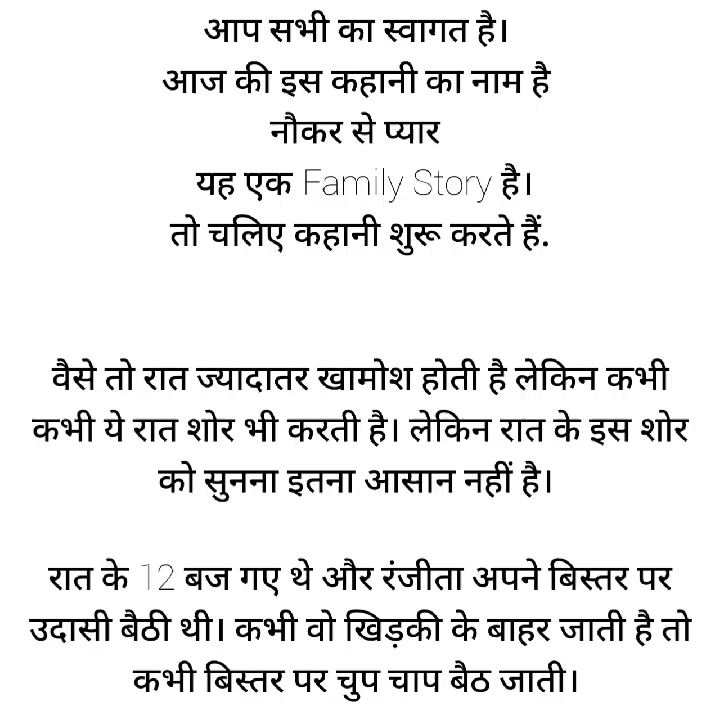 आप सभी का स्वागत है।
आज की इस कहानी का नाम है
नौकर से प्यार
यह एक Family Story है।
तो चलिए कहानी शुरू करते हैं.
वैसे तो रात ज्यादातर खामोश होती है लेकिन कभी
कभी ये रात शोर भी करती है। लेकिन रात के इस शोर
को सुनना इतना आसान नहीं है।
रात के 12 बज गए थे और रंजीता अपने बिस्तर पर
उदासी बैठी थी। कभी वो खिड़की के बाहर जाती है तो
कभी बिस्तर पर चुप चाप बैठ जाती।